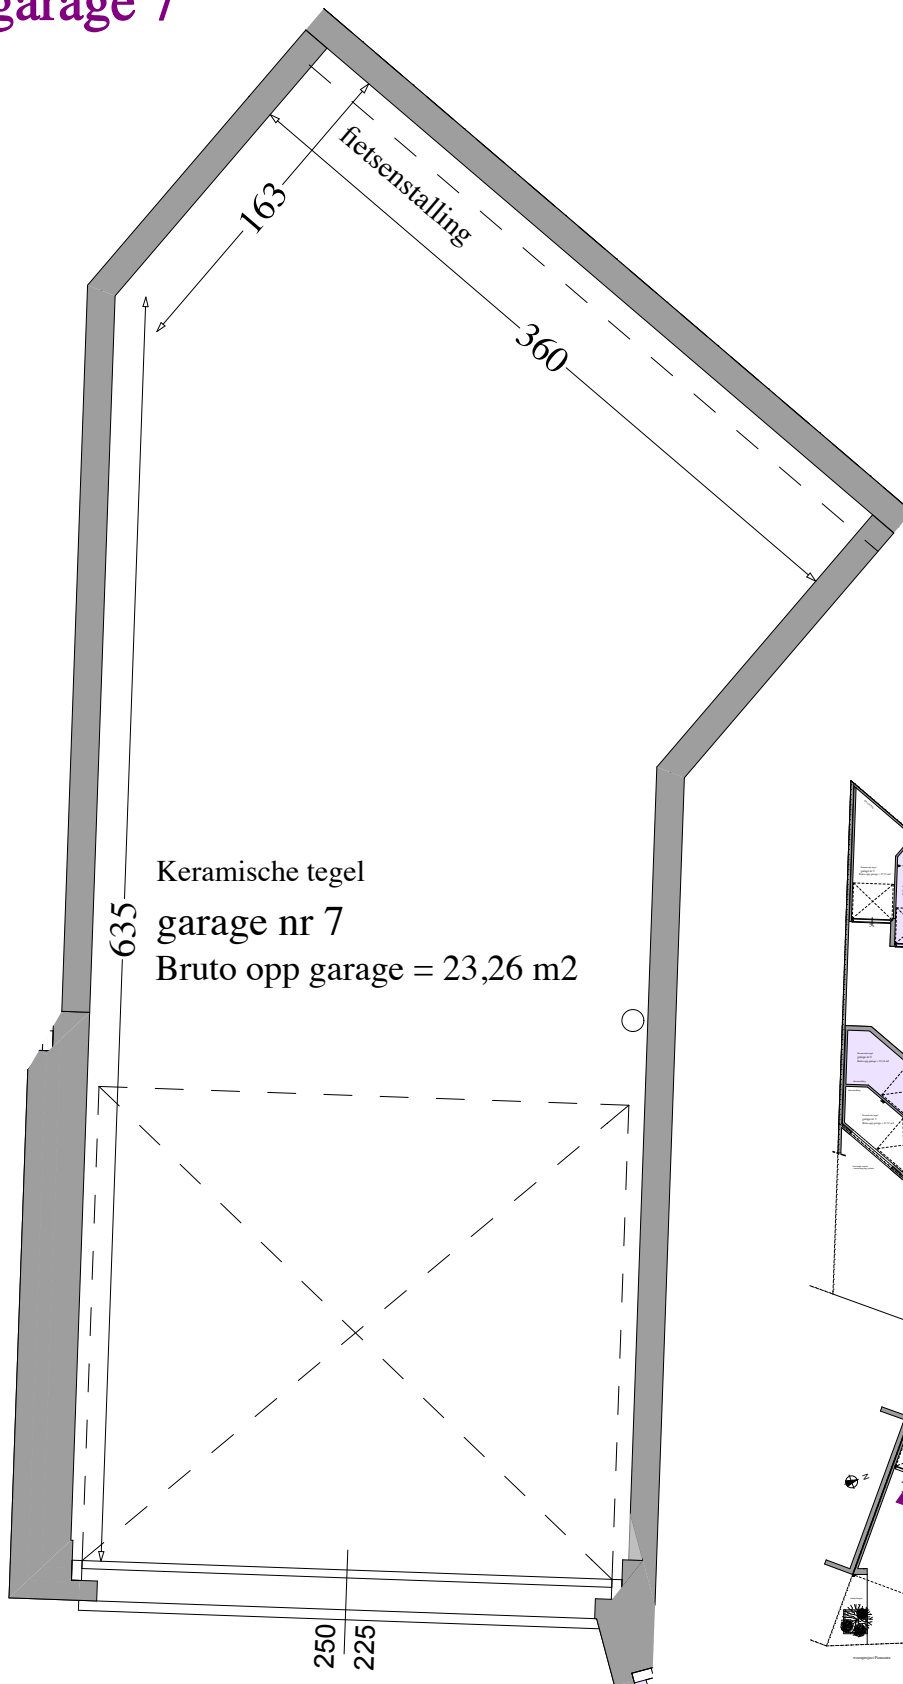 garage 7
fietsenstalling
163
360
635
Keramische tegel
garage nr 7
Bruto opp garage = 23,26 m2
250
225
N